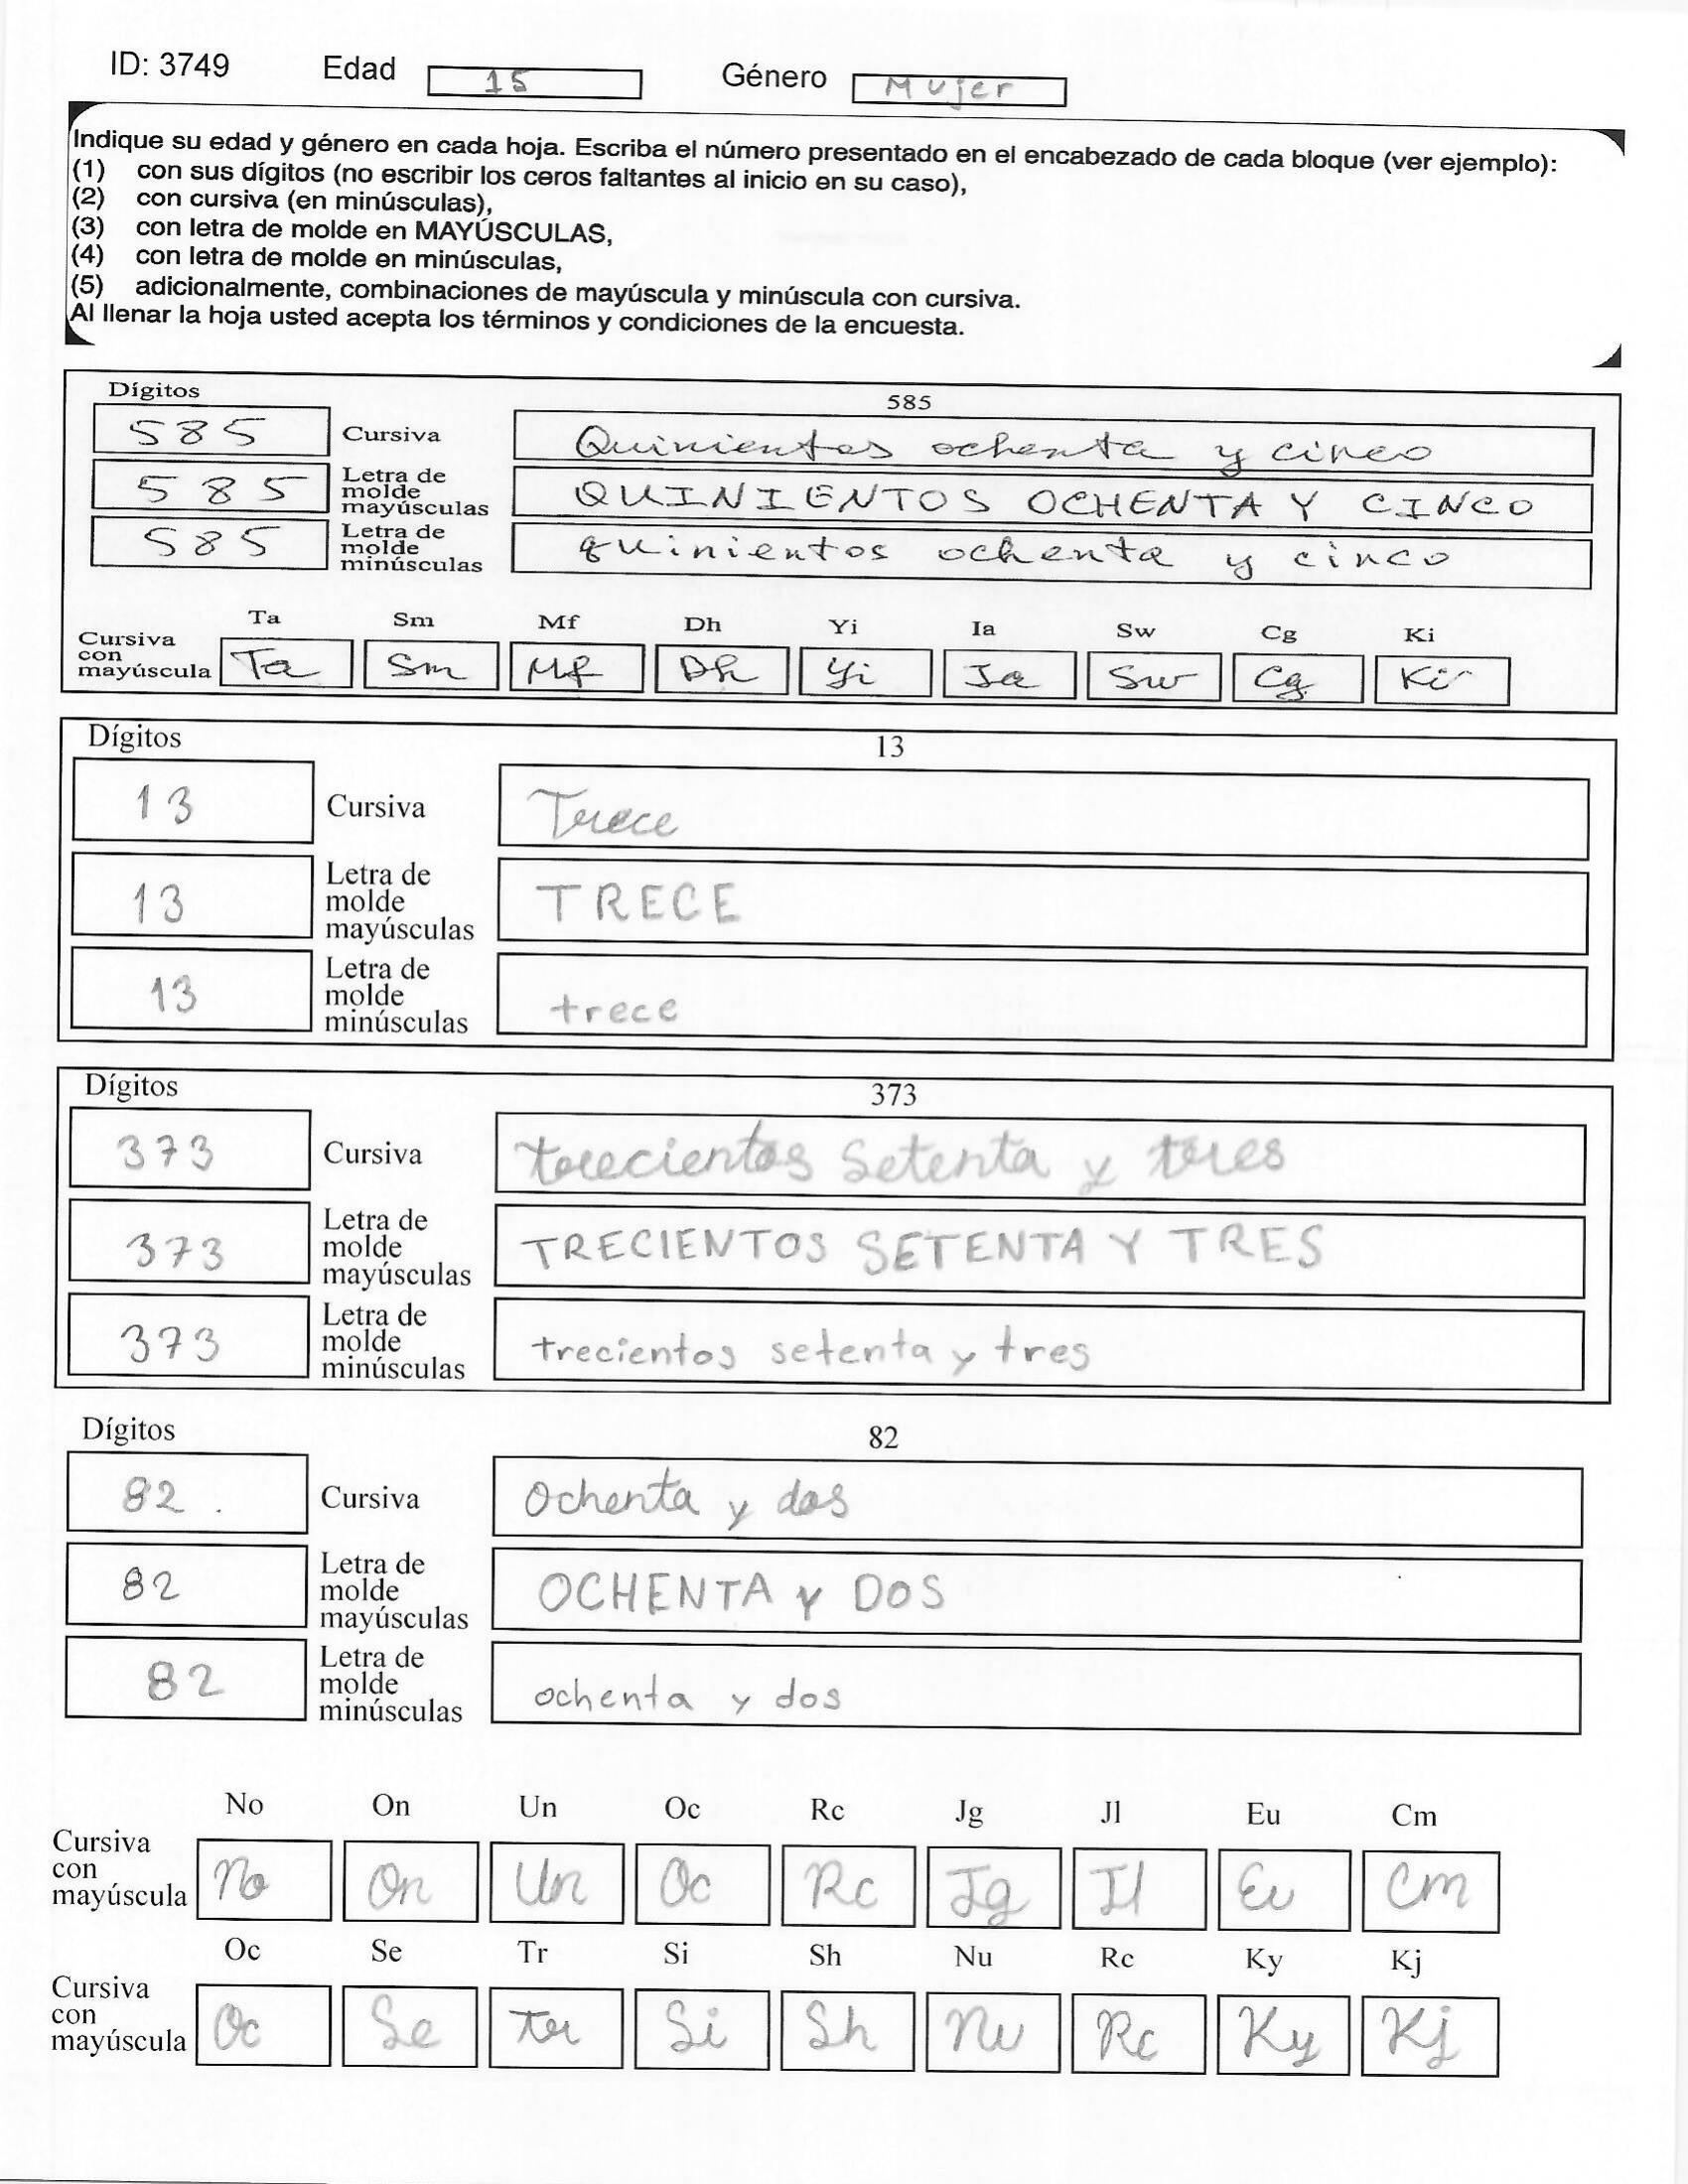 ID: 3749 Edad 15 Género Mujer
Indique su edad y género en cada hoja. Escriba el número presentado en el encabezado de cada bloque (ver ejemplo):
(1) con sus dígitos (no escribir los ceros faltantes al inicio en su caso),
(2) con cursiva (en minúsculas),
(3) con letra de molde en MAYÚSCULAS,
(4) con letra de molde en minúsculas,
(5) adicionalmente, combinaciones de mayúscula y minúscula con cursiva.
Al llenar la hoja usted acepta los términos y condiciones de la encuesta.
Dígitos 585
585 Cursiva Quinientos ochenta y cinco
585 Letra de molde mayúsculas QUINIENTOS OCHENTA Y CINCO
585 Letra de molde minúsculas quinientos ochenta y cinco
Ta Sm Mf Dh Yi Ia Sw Cg Ki
Cursiva con mayúscula Ta Sm Mf Dh Yi Ia Sw Cg Ki
Dígitos 13
13 Cursiva Trece
13 Letra de molde mayúsculas TRECE
13 Letra de molde minúsculas trece
Dígitos 373
373 Cursiva trecientos setenta y tres
373 Letra de molde mayúsculas TRECIENTOS SETENTA Y TRES
373 Letra de molde minúsculas trecientos setenta y tres
Dígitos 82
82 . Cursiva Ochenta y dos
82 Letra de molde mayúsculas OCHENTA y DOS
82 Letra de molde minúsculas ochenta y dos
No On Un Oc Rc Jg Jl Eu Cm
Cursiva con mayúscula No On Un Oc Rc Jg Jl Eu Cm
Oc Se Tr Si Sh Nu Rc Ky Kj
Cursiva con mayúscula Oc Se tr Si Sh Nu Rc Ky Kj